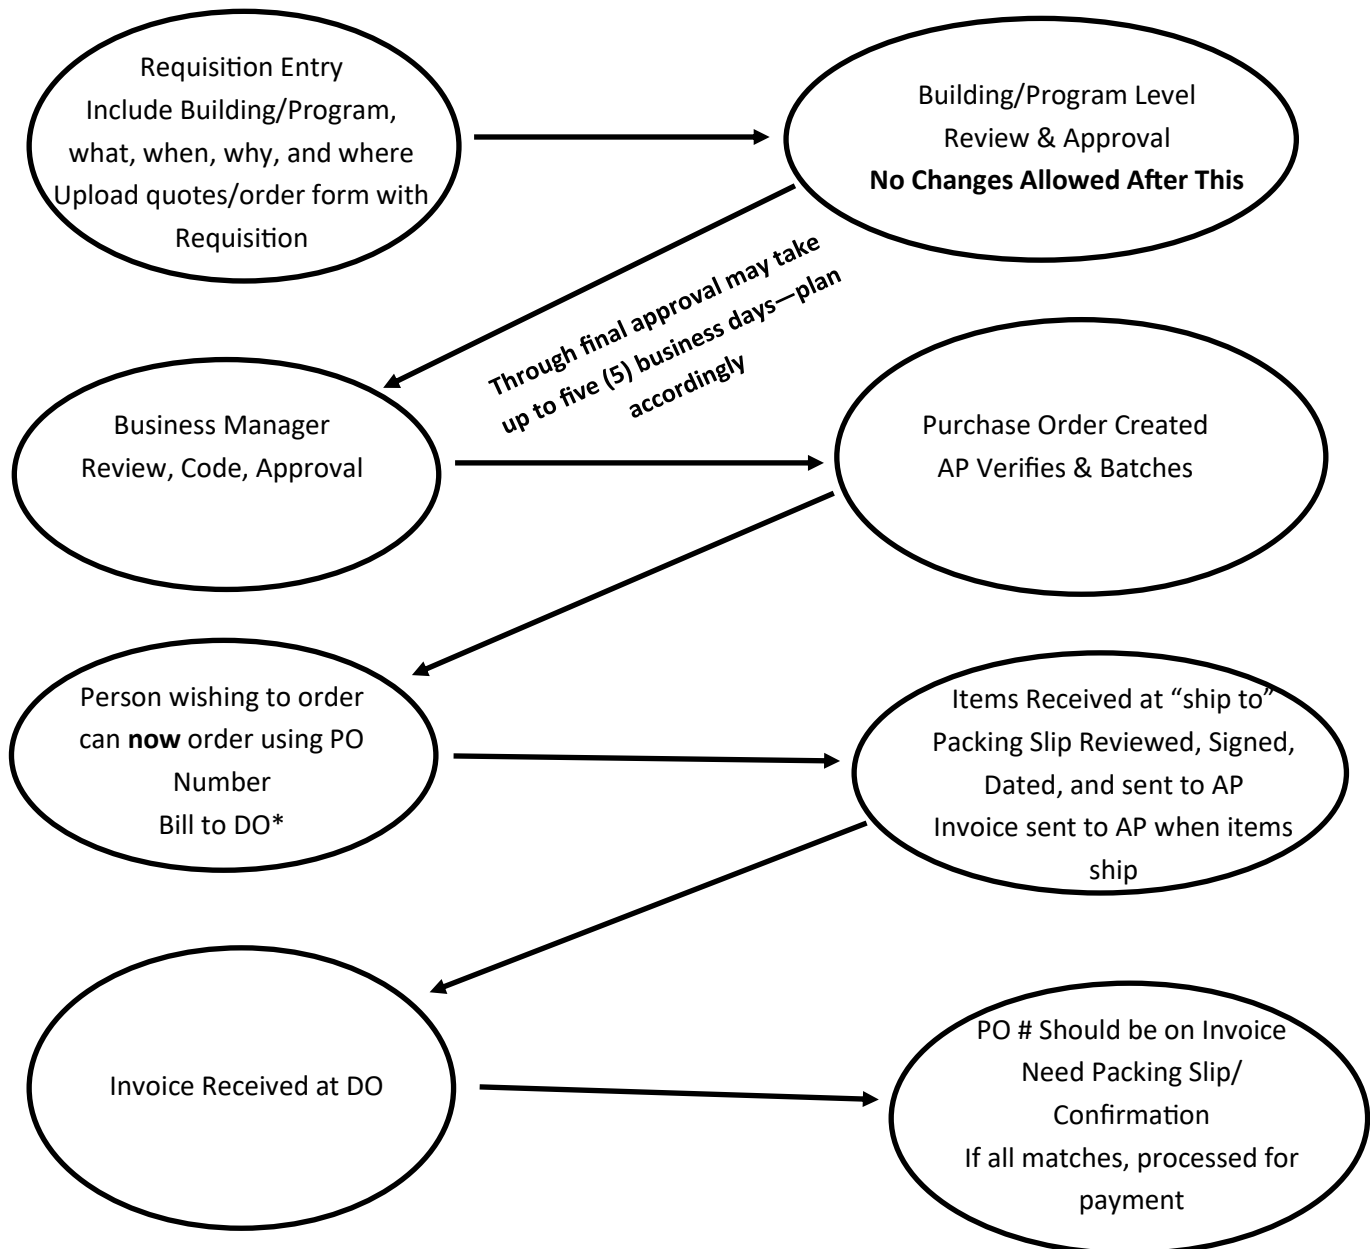 Requisition Entry
Include Building/Program,
what, when, why, and where
Upload quotes/order form with
Requisition
Building/Program Level
Review & Approval
No Changes Allowed After This
Through final approval may take
up to five (5) business days—plan
accordingly
Business Manager
Review, Code, Approval
Purchase Order Created
AP Verifies & Batches
Person wishing to order
can now order using PO
Number
Bill to DO*
Items Received at “ship to”
Packing Slip Reviewed, Signed,
Dated, and sent to AP
Invoice sent to AP when items
ship
Invoice Received at DO
PO # Should be on Invoice
Need Packing Slip/
Confirmation
If all matches, processed for
payment